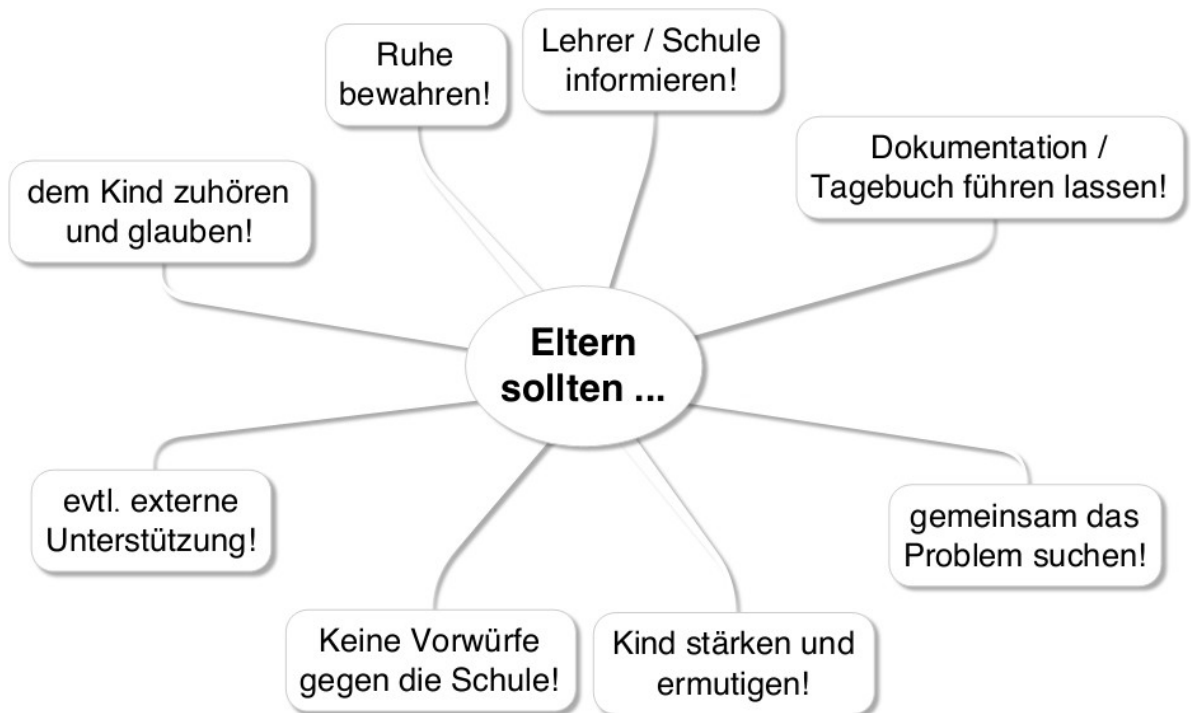 Ruhe
bewahren!
Lehrer / Schule
informieren!
Dokumentation /
Tagebuch führen lassen!
dem Kind zuhören
und glauben!
Eltern
sollten ...
evtl. externe
Unterstützung!
gemeinsam das
Problem suchen!
Keine Vorwürfe
gegen die Schule!
Kind stärken und
ermutigen!